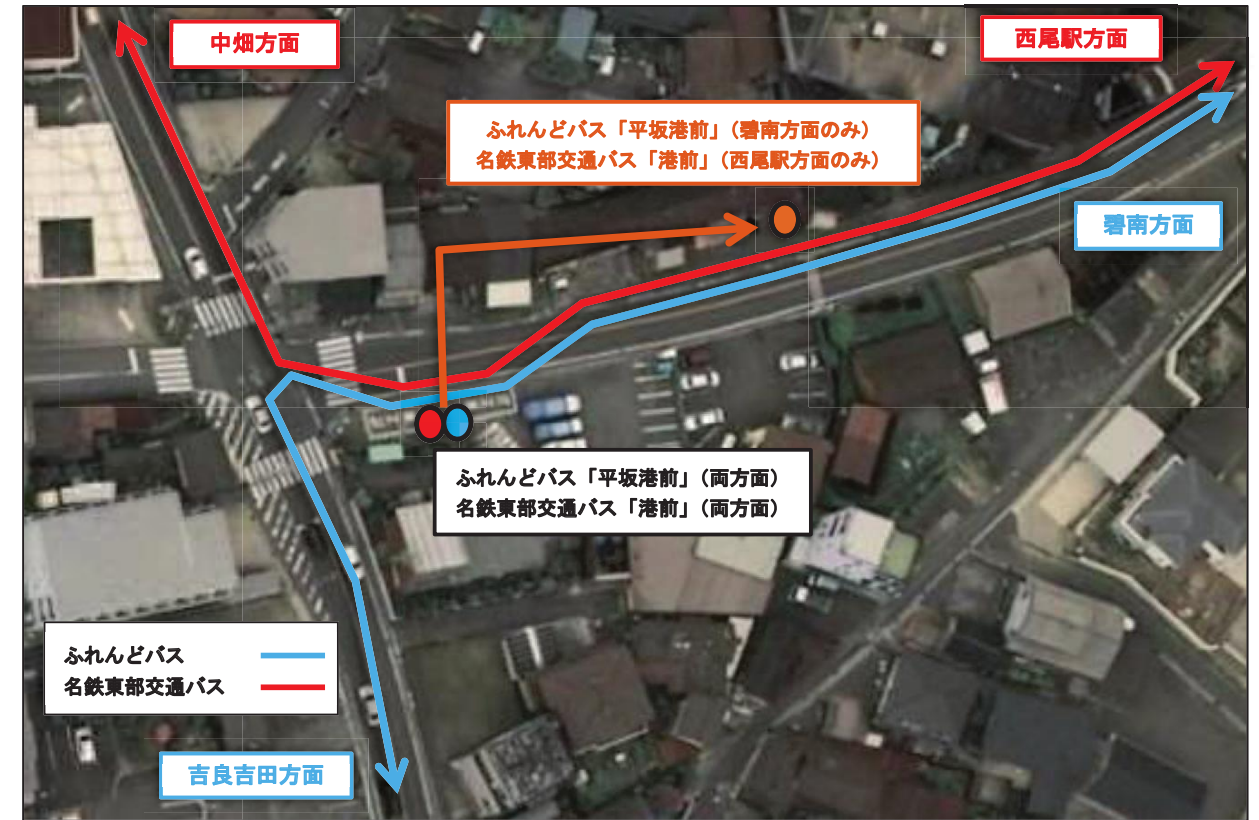 中畑方面
西尾駅方面
ふれんどバス「平坂港前」(碧南方面のみ)
名鉄東部交通バス「港前」(西尾駅方面のみ)
碧南方面
ふれんどバス「平坂港前」(両方面)
名鉄東部交通バス「港前」(両方面)
ふれんどバス
名鉄東部交通バス
吉良吉田方面